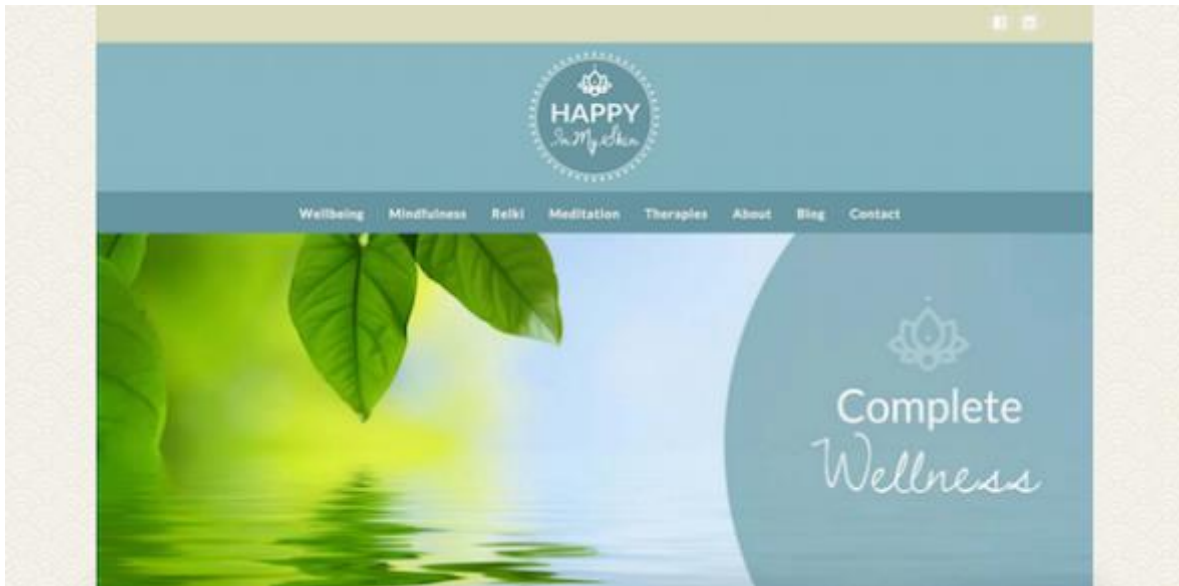 HAPPY
In My Skin
Wellbeing Mindfulness Reiki Meditation Therapies About Blog Contact
Complete
Wellness